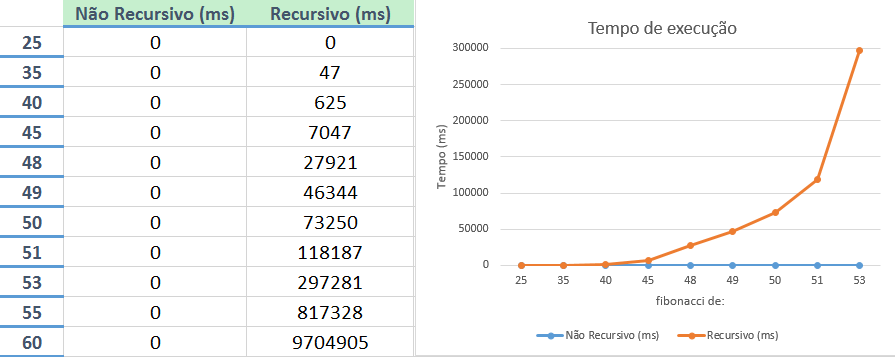 Não Recursivo (ms) Recursivo (ms)
25 0 0
35 0 47
40 0 625
45 0 7047
48 0 27921
49 0 46344
50 0 73250
51 0 118187
53 0 297281
55 0 817328
60 0 9704905
Tempo de execução
Tempo (ms)
300000
250000
200000
150000
100000
50000
0
25 35 40 45 48 49 50 51 53
fibonacci de:
Não Recursivo (ms) Recursivo (ms)